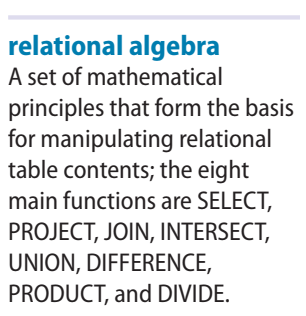 relational algebra
A set of mathematical
principles that form the basis
for manipulating relational
table contents; the eight
main functions are SELECT,
PROJECT, JOIN, INTERSECT,
UNION, DIFFERENCE,
PRODUCT, and DIVIDE.